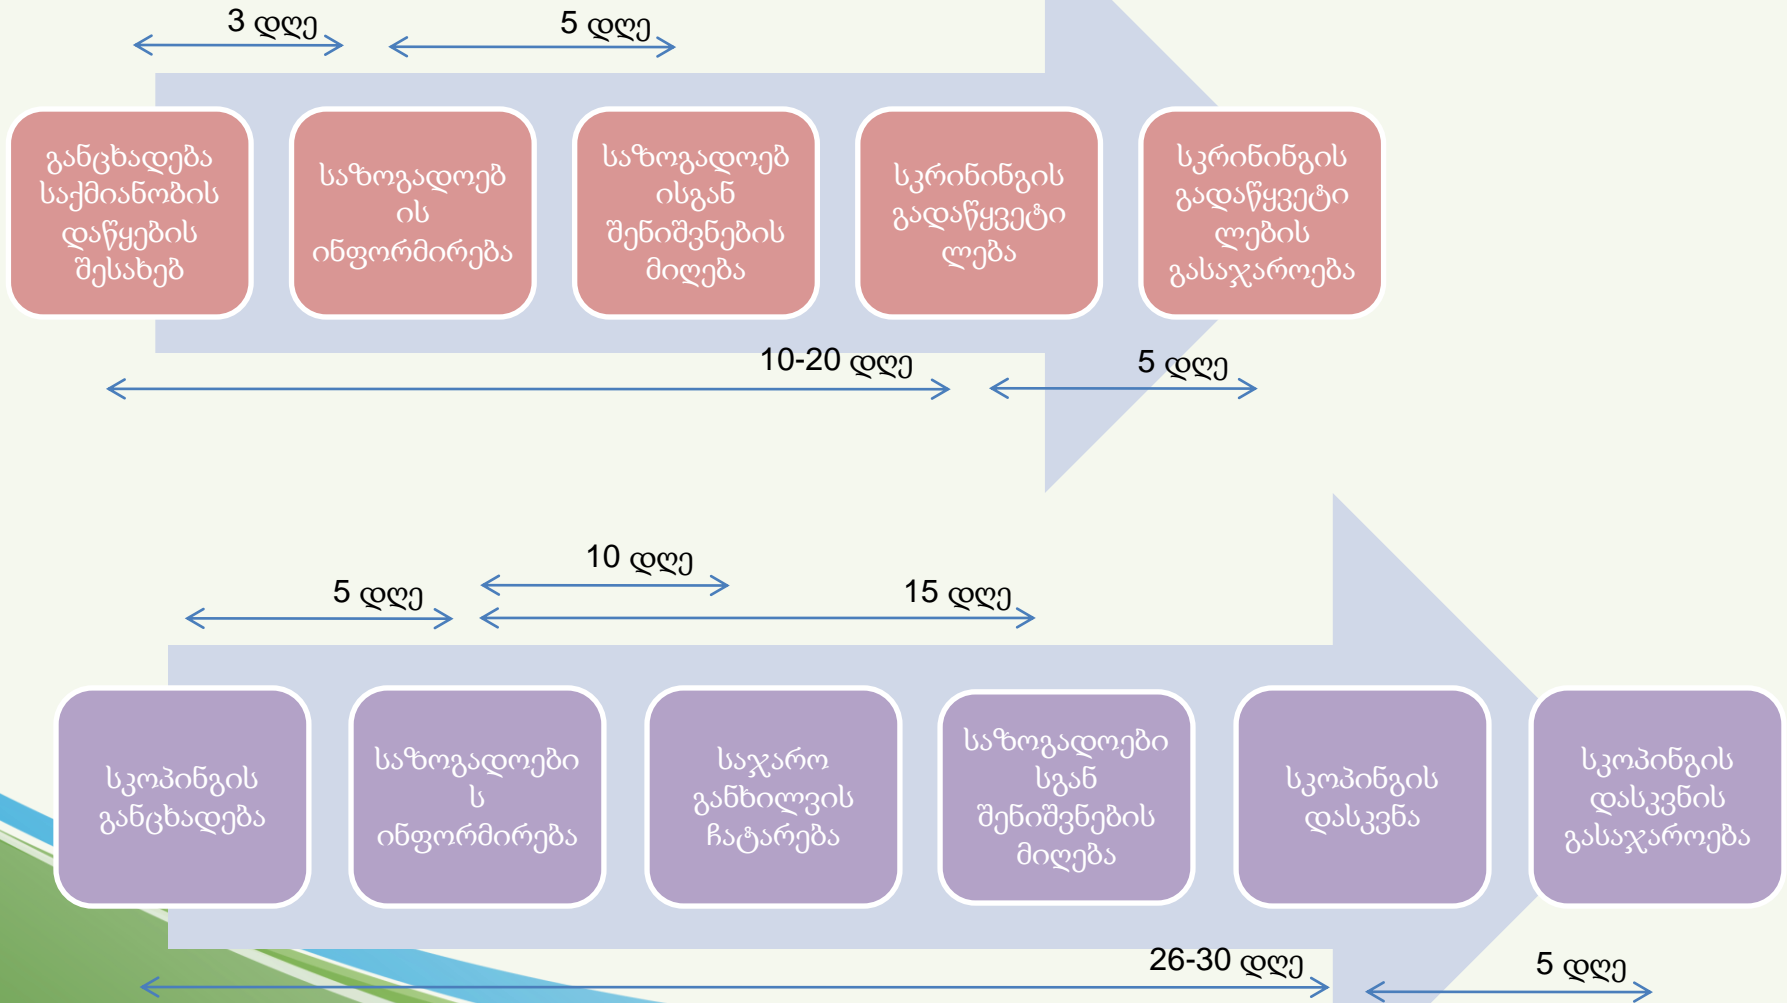 3 დღე
5 დღე
განცხადება
საქმიანობის
დაწყების
შესახებ
საზოგადოებ
ის
ინფორმირება
საზოგადოებ
ისგან
შენიშვნების
მიღება
სკრინინგის
გადაწყვეტი
ლება
სკრინინგის
გადაწყვეტი
ლების
გასაჯაროება
10-20 დღე
5 დღე
10 დღე
5 დღე
15 დღე
სკოპინგის
განცხადება
საზოგადოები
ს
ინფორმირება
საჯარო
განხილვის
ჩატარება
საზოგადოები
სგან
შენიშვნების
მიღება
სკოპინგის
დასკვნა
სკოპინგის
დასკვნის
გასაჯაროება
26-30 დღე
5 დღე